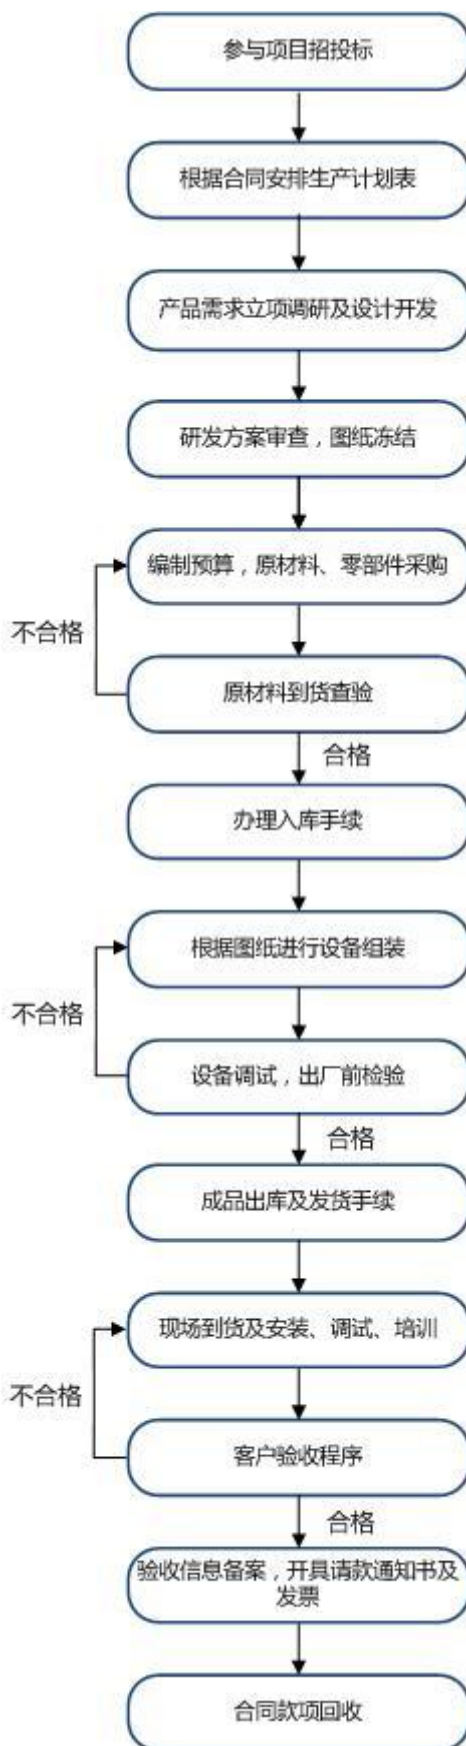 参与项目招投标
根据合同安排生产计划表
产品需求立项调研及设计开发
研发方案审查，图纸冻结
编制预算，原材料、零部件采购
不合格
原材料到货查验
合格
办理入库手续
根据图纸进行设备组装
不合格
设备调试，出厂前检验
合格
成品出库及发货手续
现场到货及安装、调试、培训
不合格
客户验收程序
合格
验收信息备案，开具请款通知书及
发票
合同款项回收